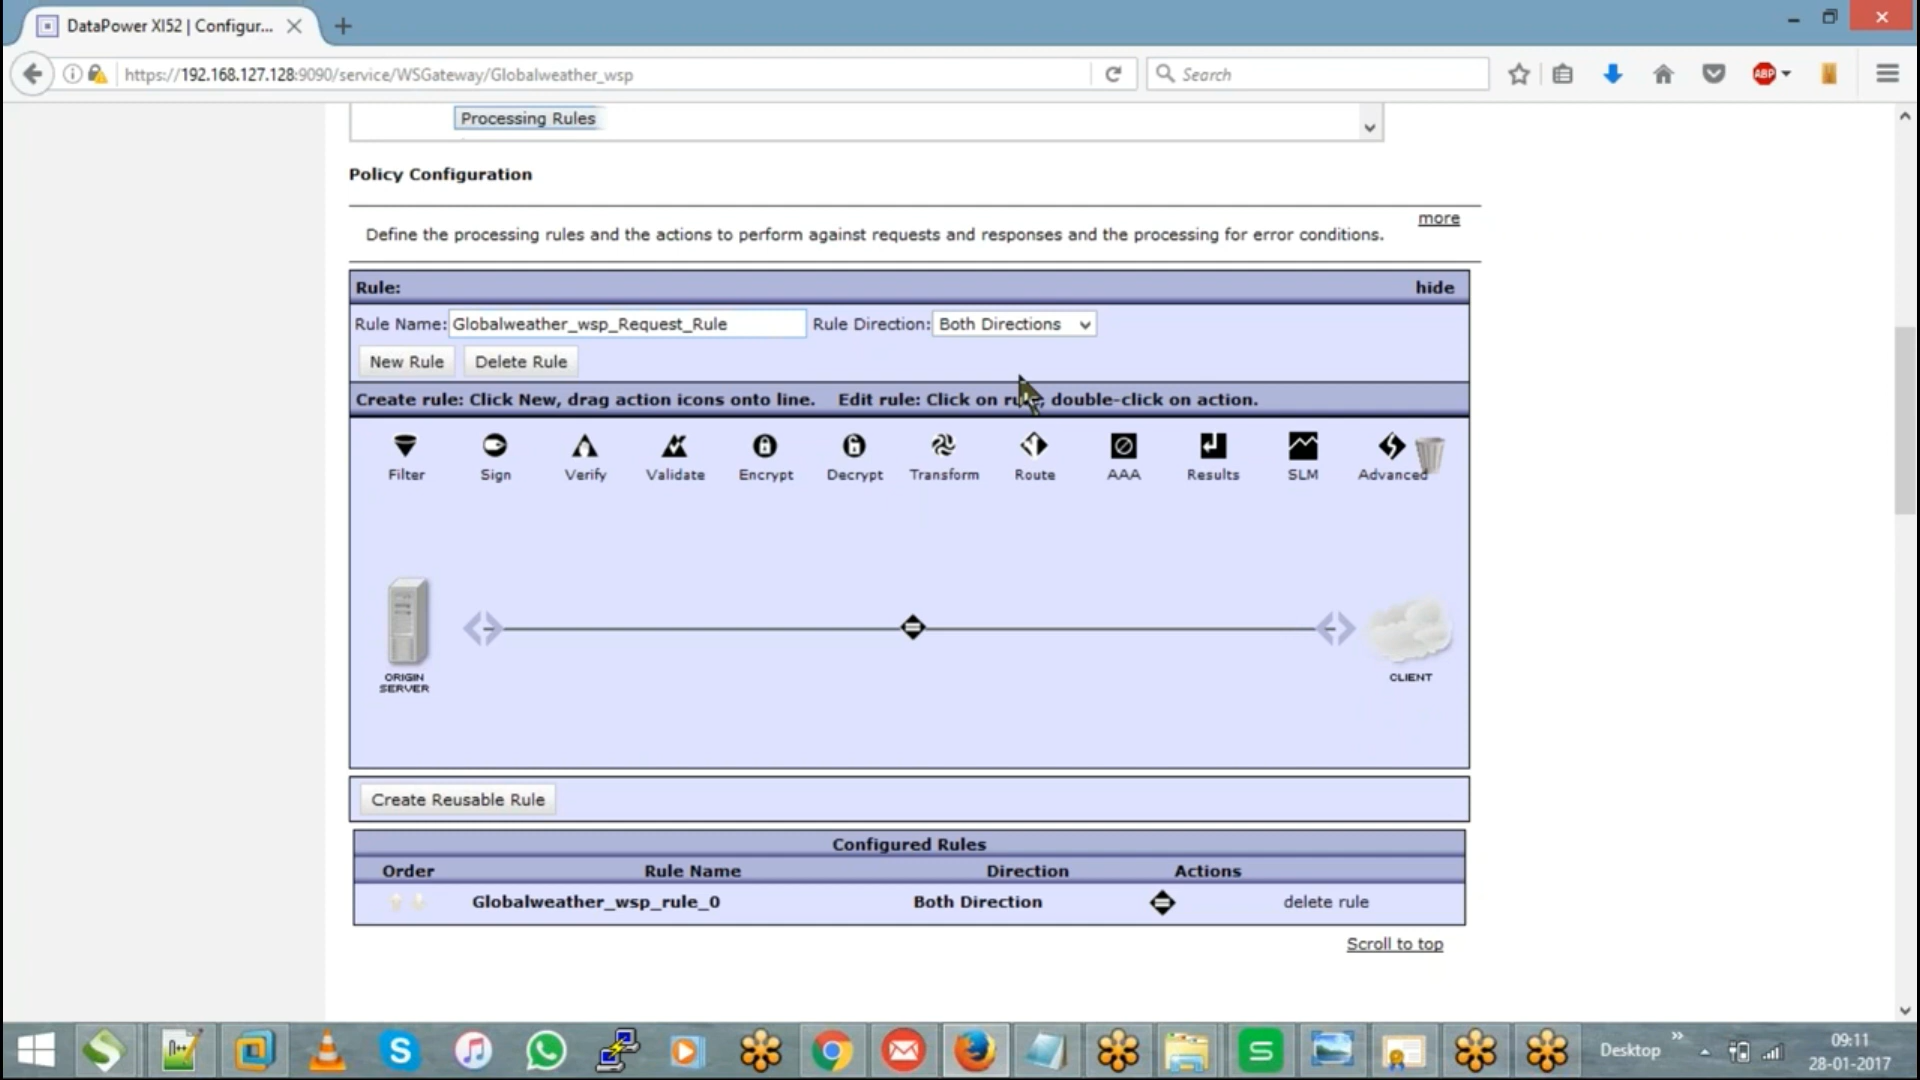 DataPower XI52 | Configur...
https://192.168.127.128:9090/service/WSGateway/Globalweather_wsp
Search
ABP
Processing Rules
Policy Configuration
more
Define the processing rules and the actions to perform against requests and responses and the processing for error conditions.
Rule: hide
Rule Name: Globalweather_wsp_Request_Rule Rule Direction: Both Directions
New Rule Delete Rule
Create rule: Click New, drag action icons onto line. Edit rule: Click on rule, double-click on action.
Filter Sign Verify Validate Encrypt Decrypt Transform Route AAA Results SLM Advanced
ORIGIN
SERVER
CLIENT
Create Reusable Rule
Configured Rules
Order Rule Name Direction Actions
Globalweather_wsp_rule_0 Both Direction delete rule
Scroll to top
Desktop
09:11
28-01-2017